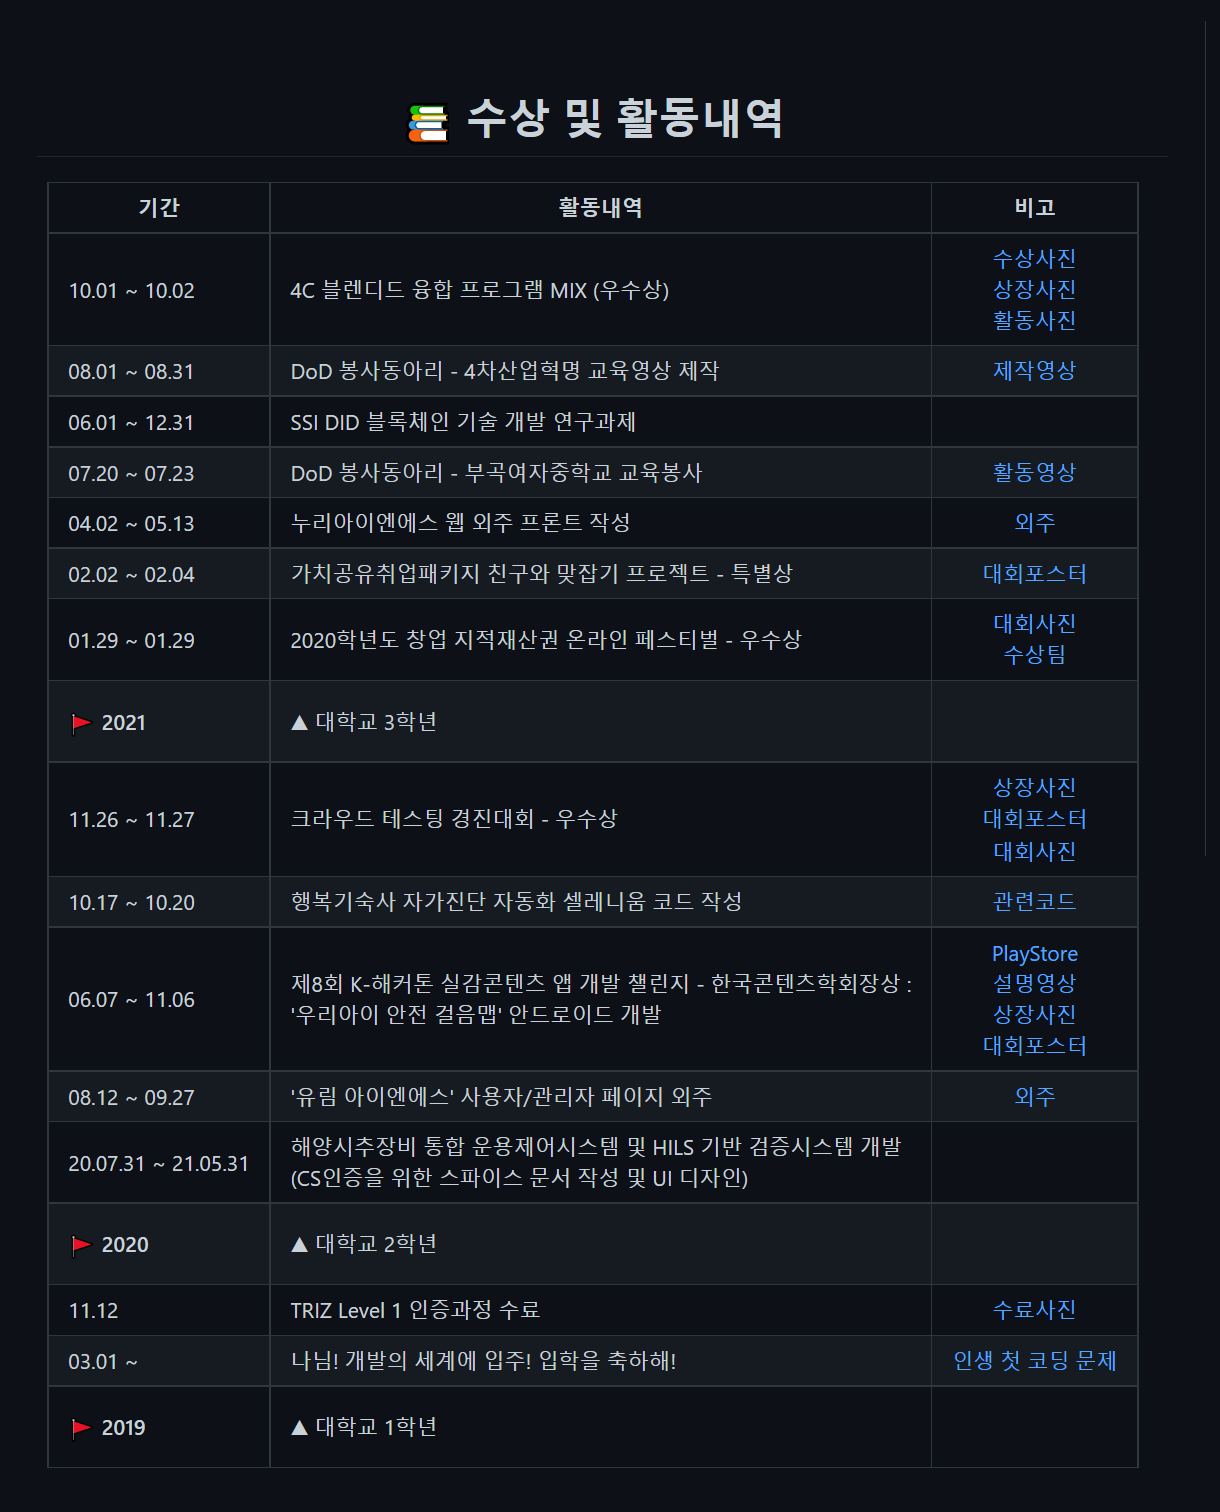 수상 및 활동내역
기간 활동내역 비고
10.01 ~ 10.02 4C 블렌디드 융합 프로그램 MIX (우수상) 수상사진
상장사진
활동사진
08.01 ~ 08.31 DoD 봉사동아리 - 4차산업혁명 교육영상 제작 제작영상
06.01 ~ 12.31 SSI DID 블록체인 기술 개발 연구과제
07.20 ~ 07.23 DoD 봉사동아리 - 부곡여자중학교 교육봉사 활동영상
04.02 ~ 05.13 누리아이엔에스 웹 외주 프론트 작성 외주
02.02 ~ 02.04 가치공유취업패키지 친구와 맞잡기 프로젝트 - 특별상 대회포스터
01.29 ~ 01.29 2020학년도 창업 지적재산권 온라인 페스티벌 - 우수상 대회사진
수상팀
2021 ▲ 대학교 3학년
11.26 ~ 11.27 크라우드 테스팅 경진대회 - 우수상 상장사진
대회포스터
대회사진
10.17 ~ 10.20 행복기숙사 자가진단 자동화 셀레니움 코드 작성 관련코드
06.07 ~ 11.06 제8회 K-해커톤 실감콘텐츠 앱 개발 챌린지 - 한국콘텐츠학회장상 :
'우리아이 안전 걸음맵' 안드로이드 개발
PlayStore
설명영상
상장사진
대회포스터
08.12 ~ 09.27 '유림 아이엔에스' 사용자/관리자 페이지 외주 외주
20.07.31 ~ 21.05.31 해양시추장비 통합 운용제어시스템 및 HILS 기반 검증시스템 개발
(CS인증을 위한 스파이스 문서 작성 및 UI 디자인)
2020 ▲ 대학교 2학년
11.12 TRIZ Level 1 인증과정 수료 수료사진
03.01 ~ 나님! 개발의 세계에 입주! 입학을 축하해! 인생 첫 코딩 문제
2019 ▲ 대학교 1학년